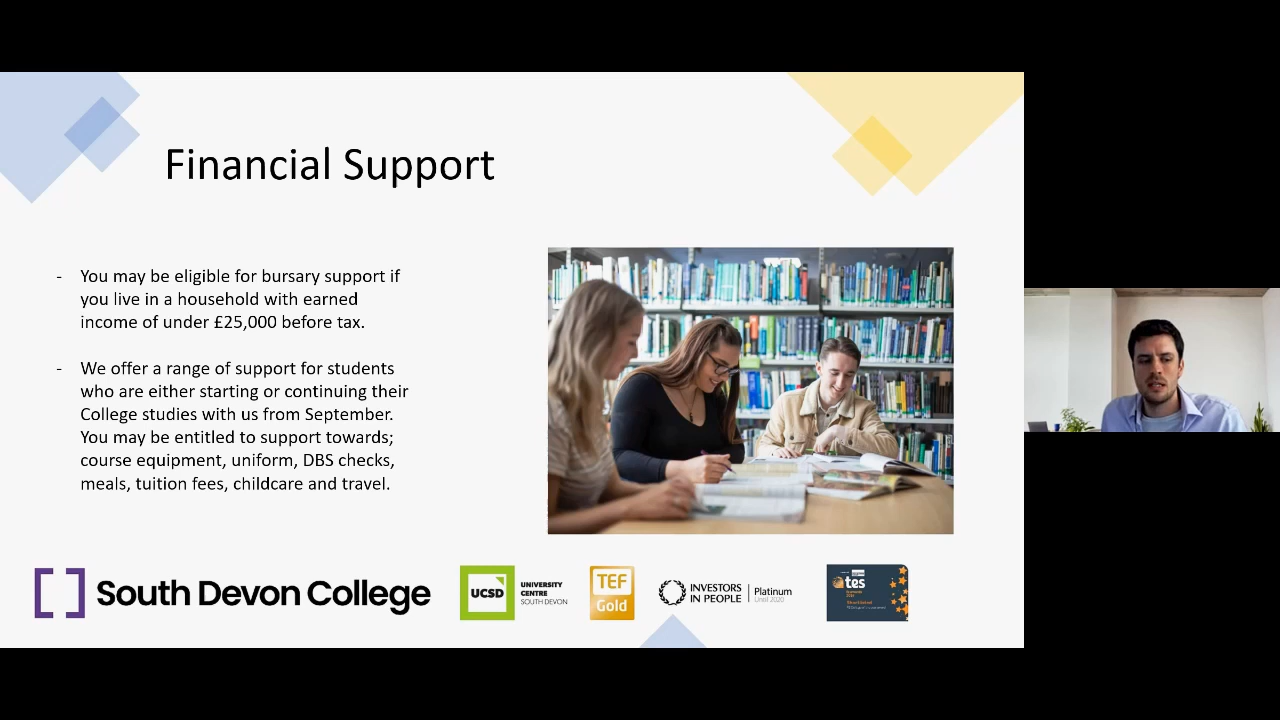 Financial Support
- You may be eligible for bursary support if
you live in a household with earned
income of under £25,000 before tax.
- We offer a range of support for students
who are either starting or continuing their
College studies with us from September.
You may be entitled to support towards;
course equipment, uniform, DBS checks,
meals, tuition fees, childcare and travel.
South Devon College
UCSD
UNIVERSITY
CENTRE
SOUTH DEVON
TEF
Gold
INVESTORS
IN PEOPLE
Platinum
Until 2020
tes